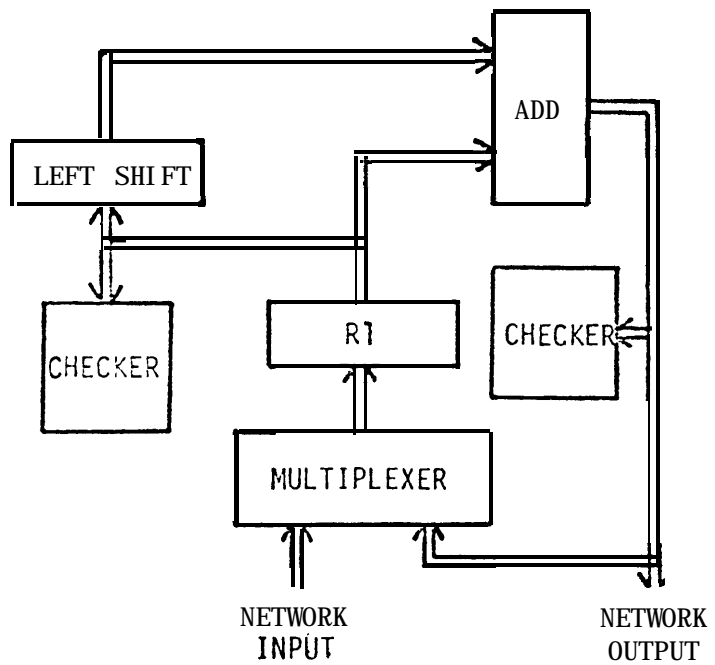 ADD
LEFT SHIFT
CHECKER
R1
CHECKER
MULTIPLEXER
NETWORK
INPUT
NETWORK
OUTPUT